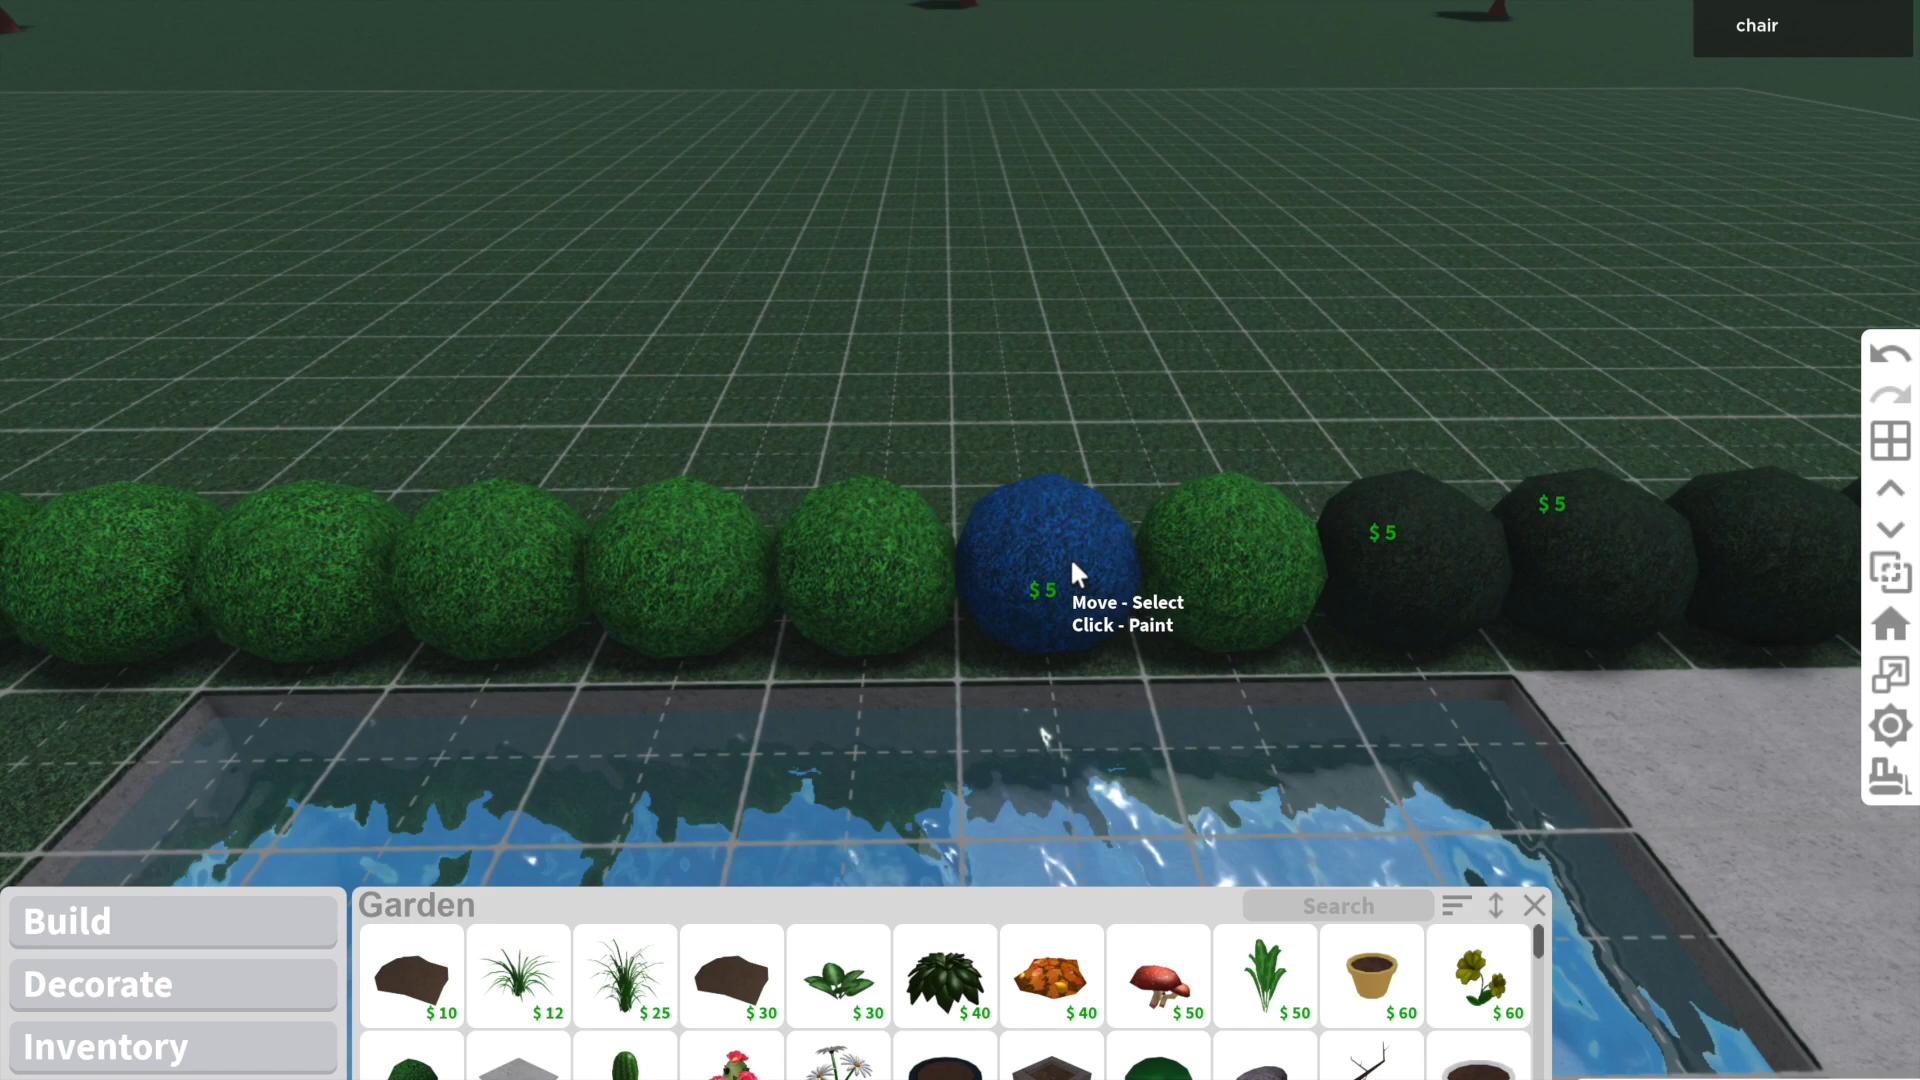 chair
$ 5
$ 5
$ 5
Move - Select
Click - Paint
Build
Decorate
Inventory
Garden
Search
$ 10
$ 12
$ 25
$ 30
$ 30
$ 40
$ 40
$ 50
$ 50
$ 60
$ 60